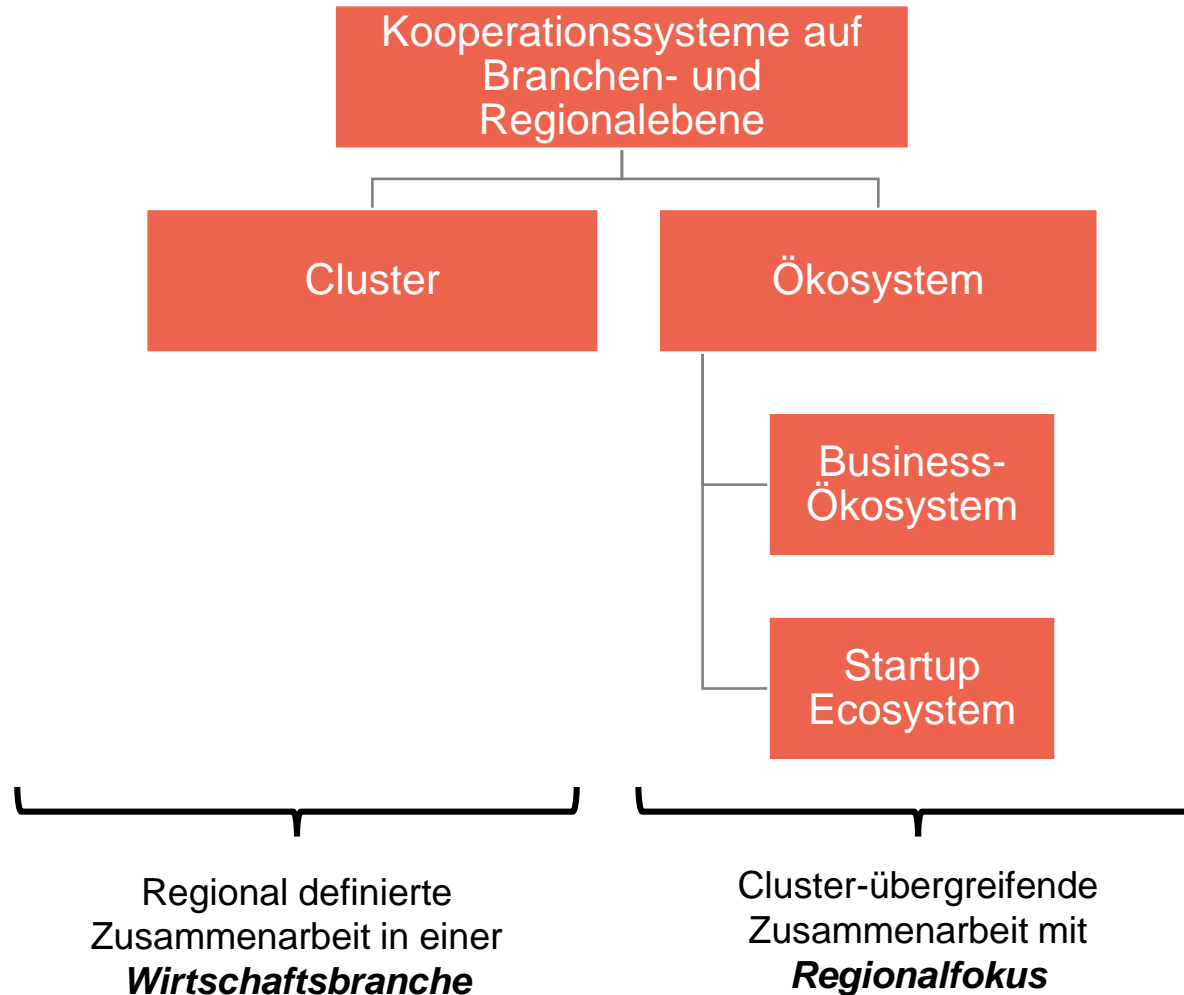 Kooperationssysteme auf
Branchen- und
Regionalebene
Cluster
Ökosystem
Business-
Ökosystem
Startup
Ecosystem
Regional definierte
Zusammenarbeit in einer
Wirtschaftsbranche
Cluster-übergreifende
Zusammenarbeit mit
Regionalfokus